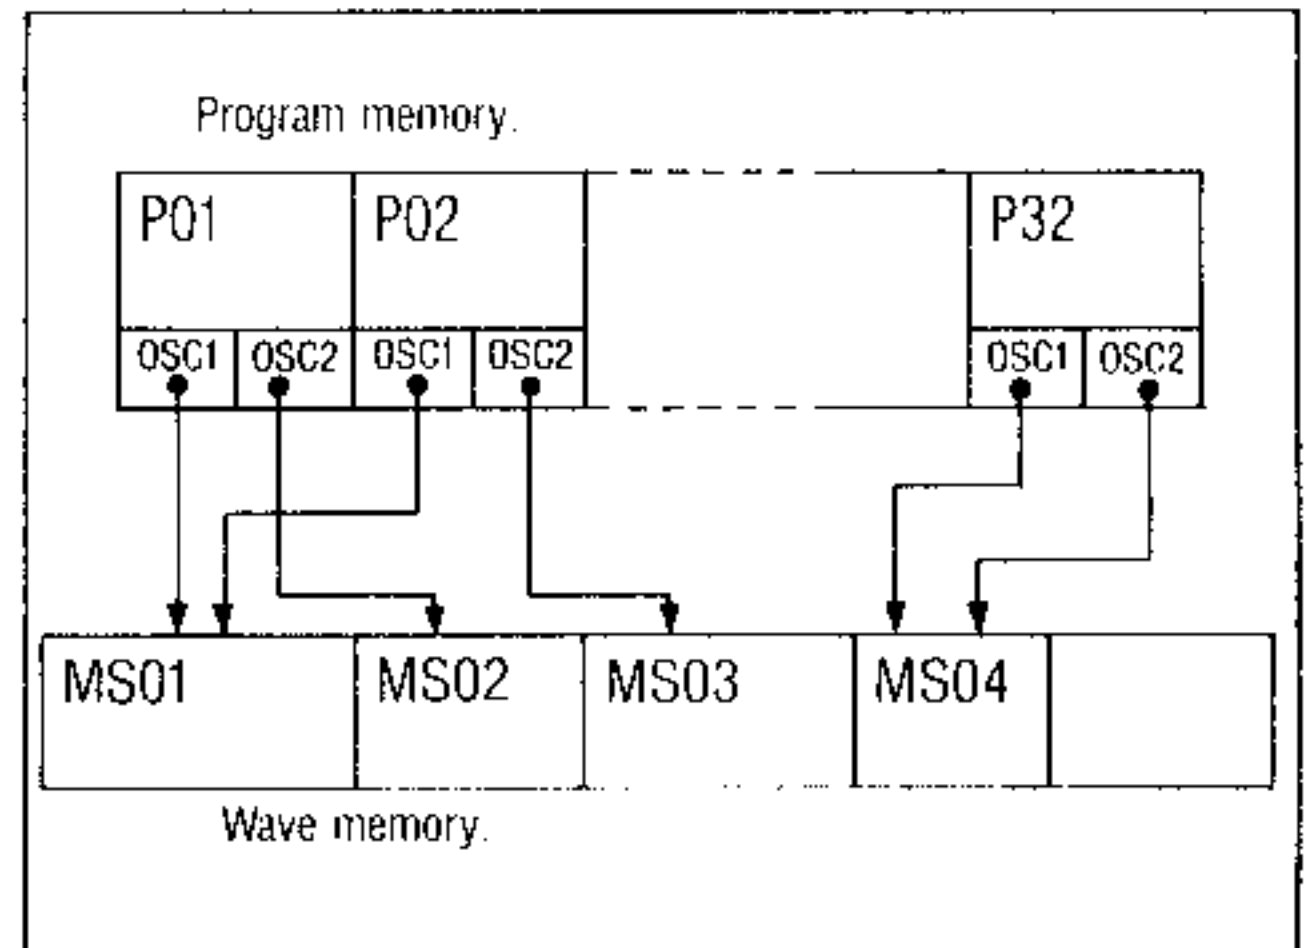 Program memory.
P01 P02 P32
OSC1 OSC2 OSC1 OSC2 OSC1 OSC2
MS01 MS02 MS03 MS04
Wave memory.